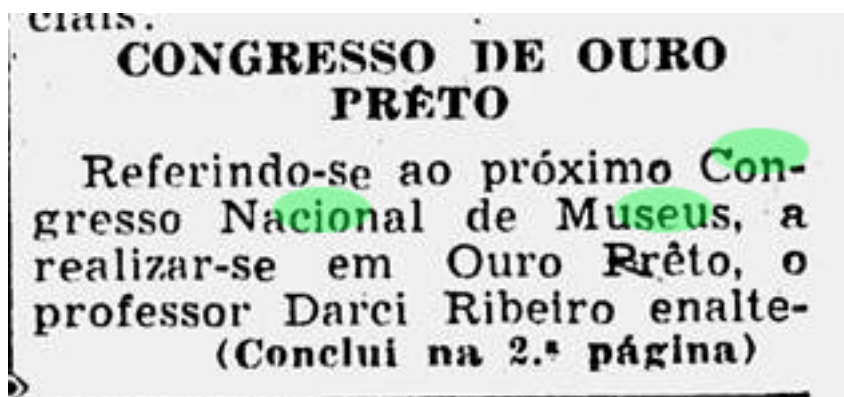 ciais.
CONGRESSO DE OURO
PRÊTO
Referindo-se ao próximo Con-
gresso Nacional de Museus, a
realizar-se em Ouro Prêto, o
professor Darci Ribeiro enalte-
(Conclui na 2.ª página)